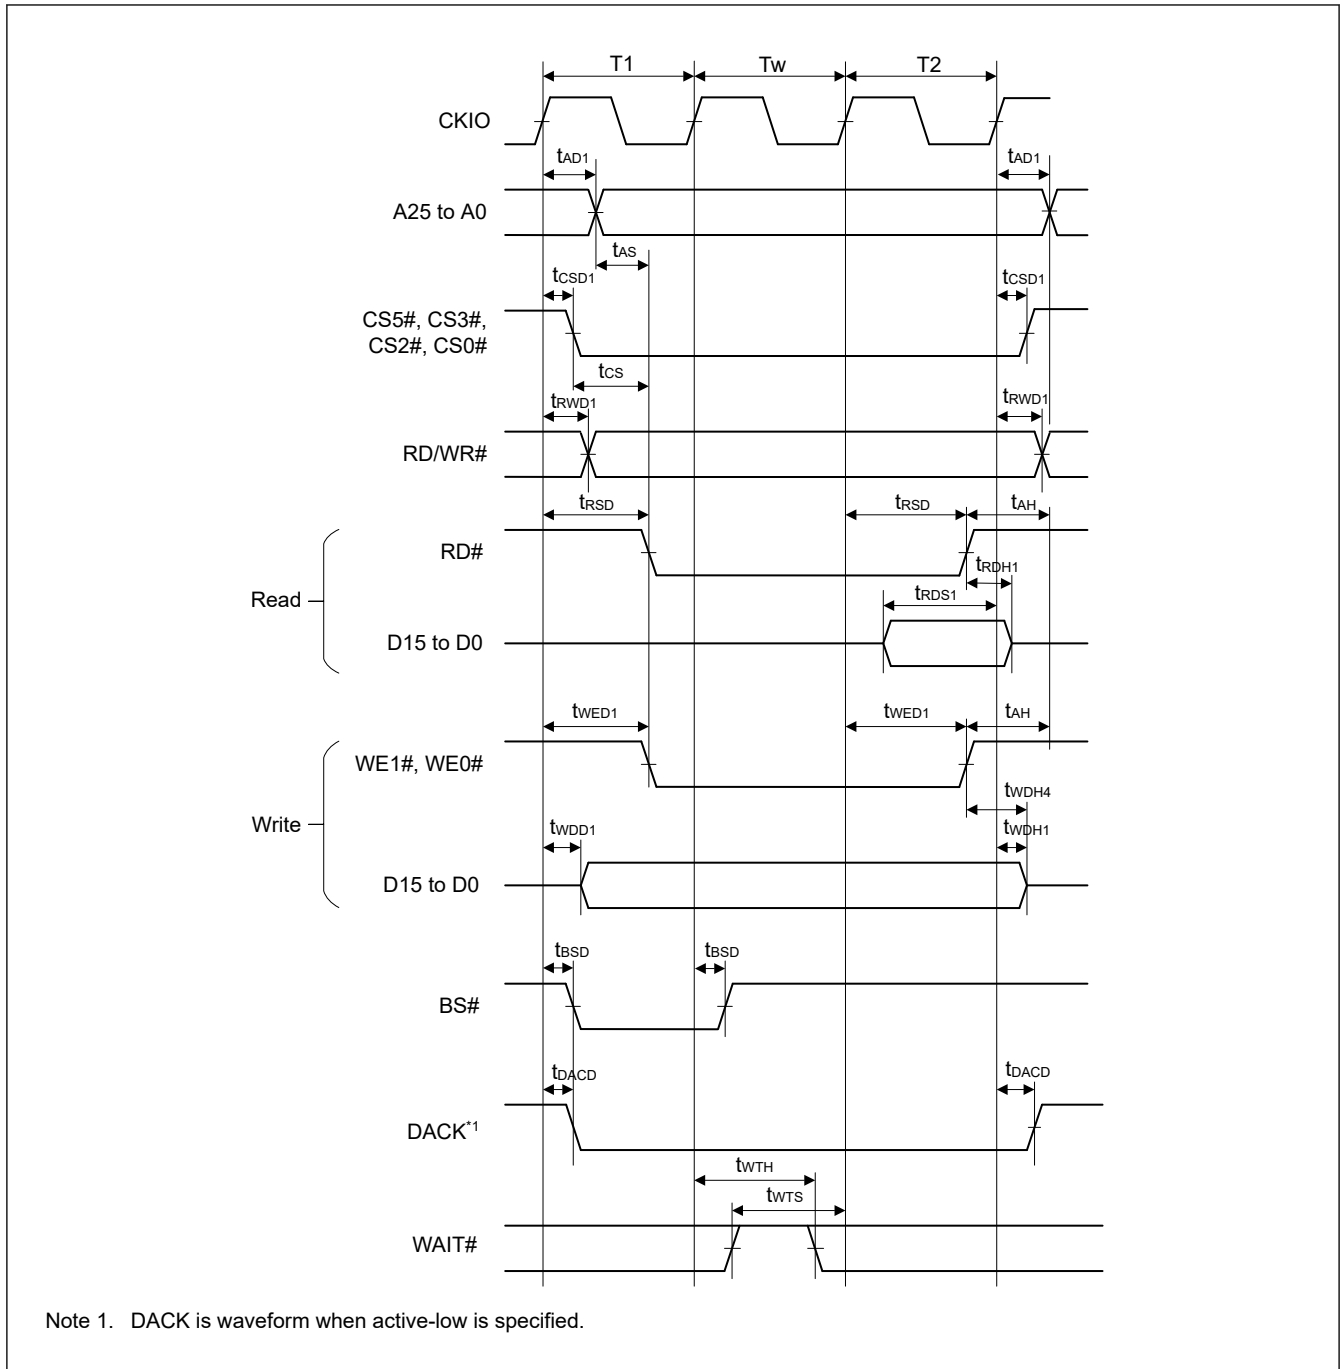 T1 Tw T2
CKIO
tAD1 tAD1
A25 to A0
tAS
tCSD1 tCSD1
CS5#, CS3#,
CS2#, CS0#
tCS
tRWD1 tRWD1
RD/WR#
tRSD tRSD tAH
RD#
tRDH1
Read
tRDS1
D15 to D0
tWED1 tWED1 tAH
WE1#, WE0#
tWDH4
Write
tWDD1 tWDH1
D15 to D0
tBSD tBSD
BS#
tDACD tDACD
DACK*1
tWTH
tWTS
WAIT#
Note 1. DACK is waveform when active-low is specified.